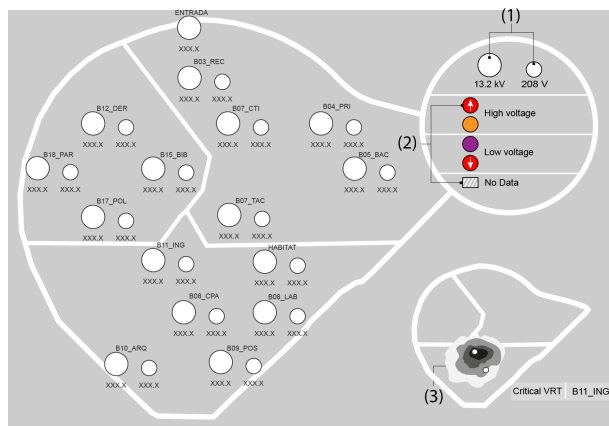 ENTRADA
XXX.X
B03_REC
XXX.X XXX.X
B12_DER
XXX.X XXX.X
B07_CTI
XXX.X XXX.X
B04_PRI
XXX.X XXX.X
B18_PAR
XXX.X XXX.X
B15_BIB
XXX.X XXX.X
B05_BAC
XXX.X XXX.X
B17_POL
XXX.X XXX.X
B07_TAC
XXX.X XXX.X
B11_ING
XXX.X XXX.X
HABITAT
XXX.X XXX.X
B08_CPA
XXX.X XXX.X
B08_LAB
XXX.X XXX.X
B10_ARQ
XXX.X XXX.X
B09_POS
XXX.X XXX.X
(1)
13.2 kV 208 V
(2)
High voltage
Low voltage
No Data
(3)
Critical VRT B11_ING